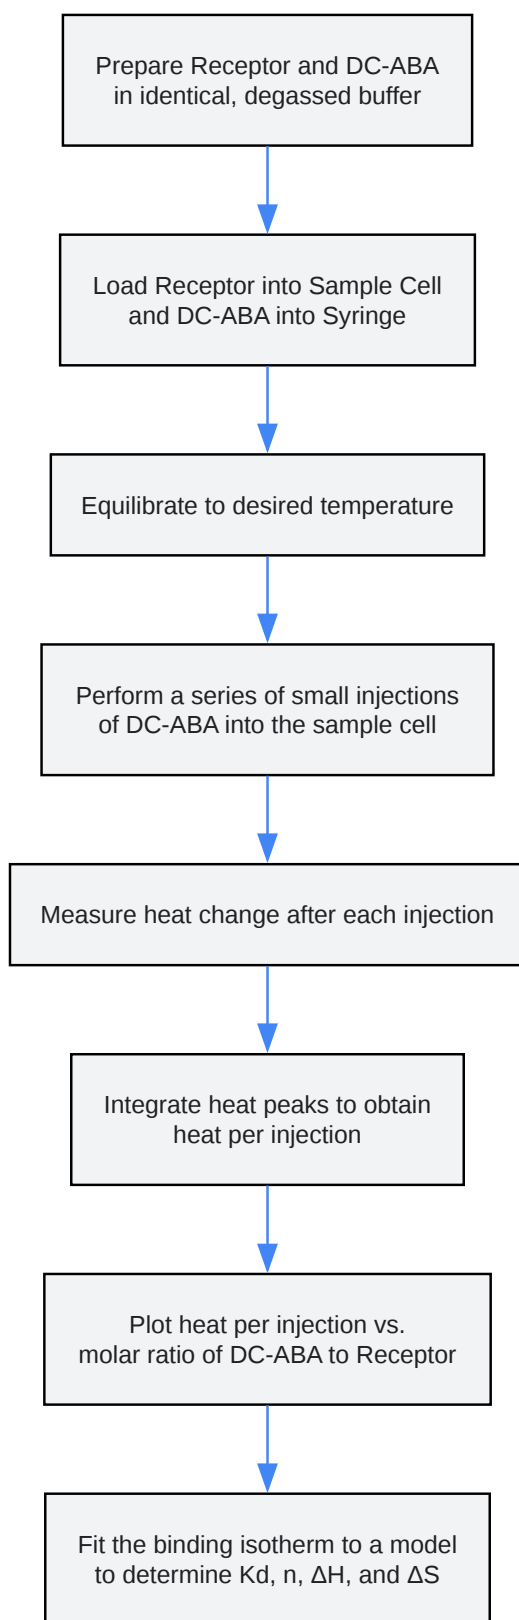 Prepare Receptor and DC-ABA
in identical, degassed buffer
Load Receptor into Sample Cell
and DC-ABA into Syringe
Equilibrate to desired temperature
Perform a series of small injections
of DC-ABA into the sample cell
Measure heat change after each injection
Integrate heat peaks to obtain
heat per injection
Plot heat per injection vs.
molar ratio of DC-ABA to Receptor
Fit the binding isotherm to a model
to determine Kd, n, ΔH, and ΔS